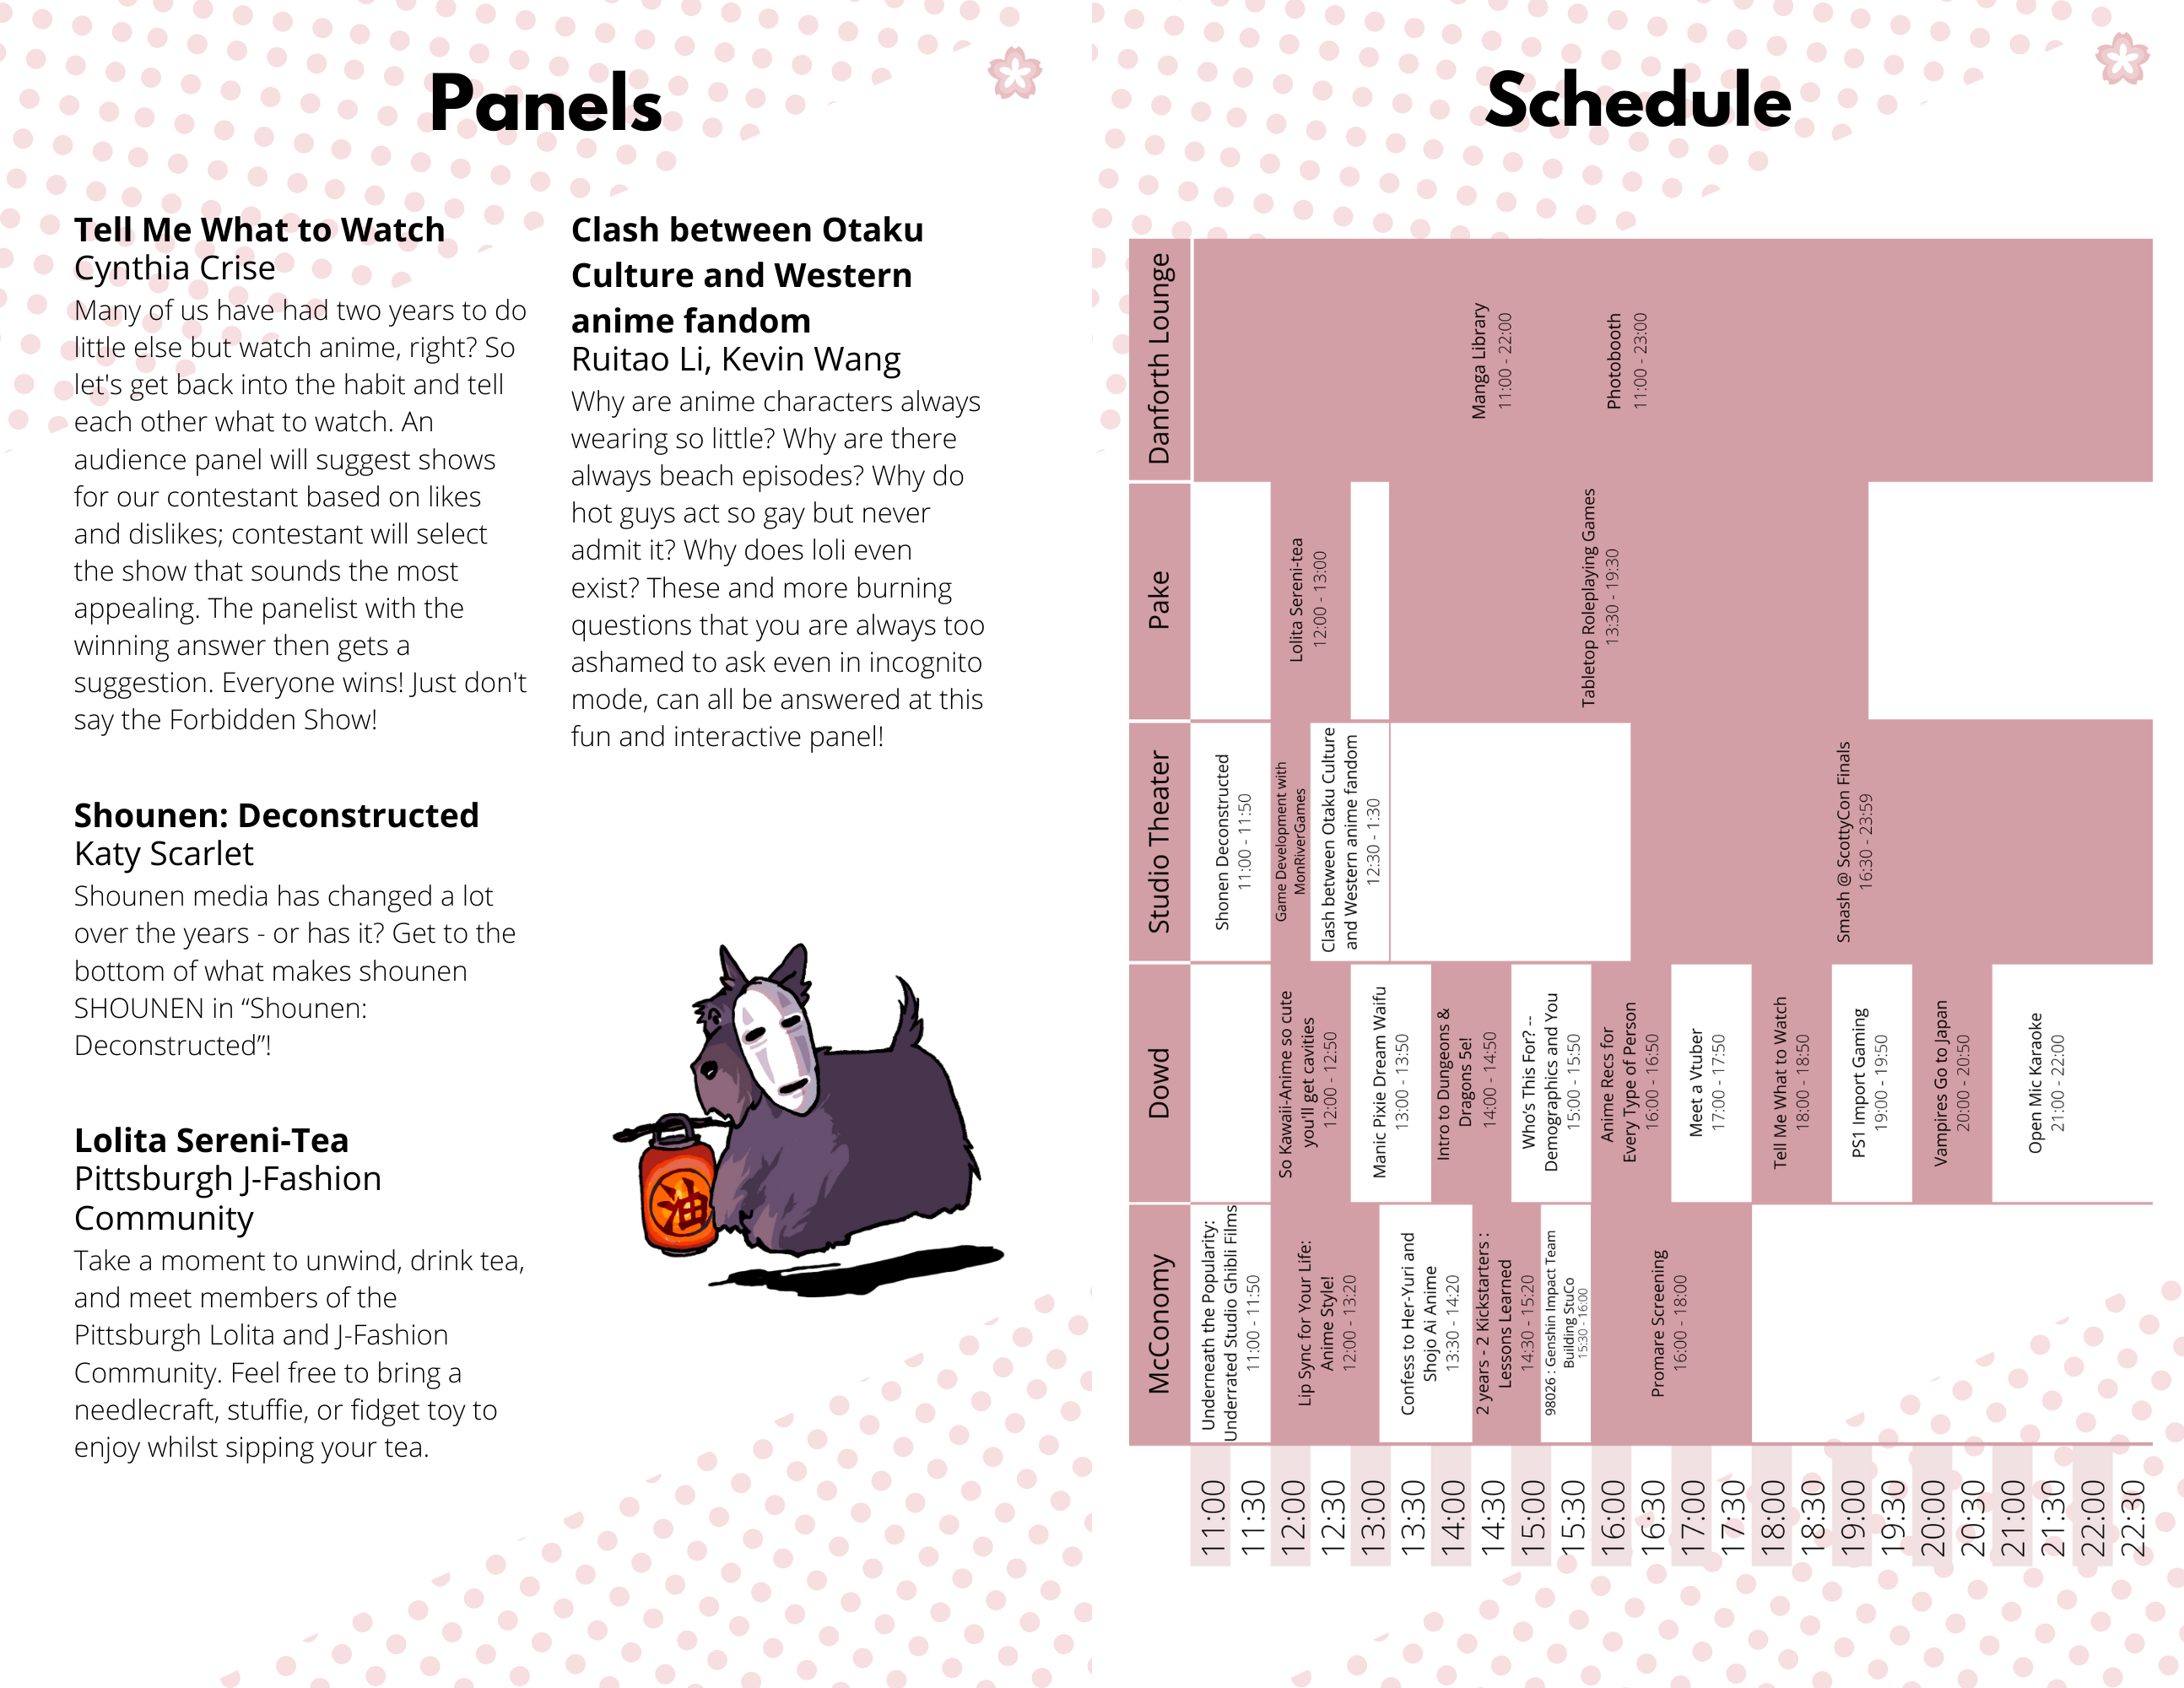 Panels
Tell Me What to Watch
Cynthia Crise
Many of us have had two years to do
little else but watch anime, right? So
let's get back into the habit and tell
each other what to watch. An
audience panel will suggest shows
for our contestant based on likes
and dislikes; contestant will select
the show that sounds the most
appealing. The panelist with the
winning answer then gets a
suggestion. Everyone wins! Just don't
say the Forbidden Show!
Shounen: Deconstructed
Katy Scarlet
Shounen media has changed a lot
over the years - or has it? Get to the
bottom of what makes shounen
SHOUNEN in “Shounen:
Deconstructed”!
Lolita Sereni-Tea
Pittsburgh J-Fashion
Community
Take a moment to unwind, drink tea,
and meet members of the
Pittsburgh Lolita and J-Fashion
Community. Feel free to bring a
needlecraft, stuffie, or fidget toy to
enjoy whilst sipping your tea.
Clash between Otaku
Culture and Western
anime fandom
Ruitao Li, Kevin Wang
Why are anime characters always
wearing so little? Why are there
always beach episodes? Why do
hot guys act so gay but never
admit it? Why does loli even
exist? These and more burning
questions that you are always too
ashamed to ask even in incognito
mode, can all be answered at this
fun and interactive panel!
油
Schedule
McConomy
Underneath the Popularity:
Underrated Studio Ghibli Films
11:00 - 11:50
Lip Sync for Your Life:
Anime Style!
12:00 - 13:20
Confess to Her-Yuri and
Shojo Ai Anime
13:30 - 14:20
2 years - 2 Kickstarters :
Lessons Learned
14:30 - 15:20
98026 : Genshin Impact Team
Building StuCo
15:30 - 16:00
Promare Screening
16:00 - 18:00
Dowd
So Kawaii-Anime so cute
you'll get cavities
12:00 - 12:50
Manic Pixie Dream Waifu
13:00 - 13:50
Intro to Dungeons &
Dragons 5e!
14:00 - 14:50
Who's This For? --
Demographics and You
15:00 - 15:50
Anime Recs for
Every Type of Person
16:00 - 16:50
Meet a Vtuber
17:00 - 17:50
Tell Me What to Watch
18:00 - 18:50
PS1 Import Gaming
19:00 - 19:50
Vampires Go to Japan
20:00 - 20:50
Open Mic Karaoke
21:00 - 22:00
Studio Theater
Shonen Deconstructed
11:00 - 11:50
Game Development with
MonRiverGames
Clash between Otaku Culture
and Western anime fandom
12:30 - 1:30
Smash @ ScottyCon Finals
16:30 - 23:59
Pake
Lolita Sereni-tea
12:00 - 13:00
Tabletop Roleplaying Games
13:30 - 19:30
Danforth Lounge
Manga Library
11:00 - 22:00
Photobooth
11:00 - 23:00
11:00
11:30
12:00
12:30
13:00
13:30
14:00
14:30
15:00
15:30
16:00
16:30
17:00
17:30
18:00
18:30
19:00
19:30
20:00
20:30
21:00
21:30
22:00
22:30